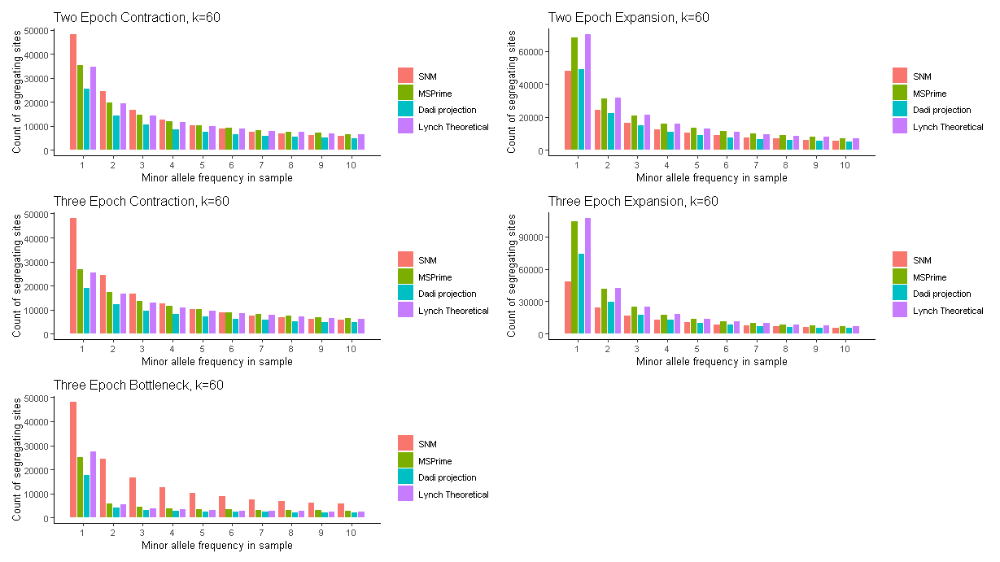 Two Epoch Contraction, k=60
Count of segregating sites
50000
40000
30000
20000
10000
0
1 2 3 4 5 6 7 8 9 10
Minor allele frequency in sample
SNM
MSPrime
Dadi projection
Lynch Theoretical
Two Epoch Expansion, k=60
Count of segregating sites
60000
40000
20000
0
1 2 3 4 5 6 7 8 9 10
Minor allele frequency in sample
SNM
MSPrime
Dadi projection
Lynch Theoretical
Three Epoch Contraction, k=60
Count of segregating sites
50000
40000
30000
20000
10000
0
1 2 3 4 5 6 7 8 9 10
Minor allele frequency in sample
SNM
MSPrime
Dadi projection
Lynch Theoretical
Three Epoch Expansion, k=60
Count of segregating sites
90000
60000
30000
0
1 2 3 4 5 6 7 8 9 10
Minor allele frequency in sample
SNM
MSPrime
Dadi projection
Lynch Theoretical
Three Epoch Bottleneck, k=60
Count of segregating sites
50000
40000
30000
20000
10000
0
1 2 3 4 5 6 7 8 9 10
Minor allele frequency in sample
SNM
MSPrime
Dadi projection
Lynch Theoretical